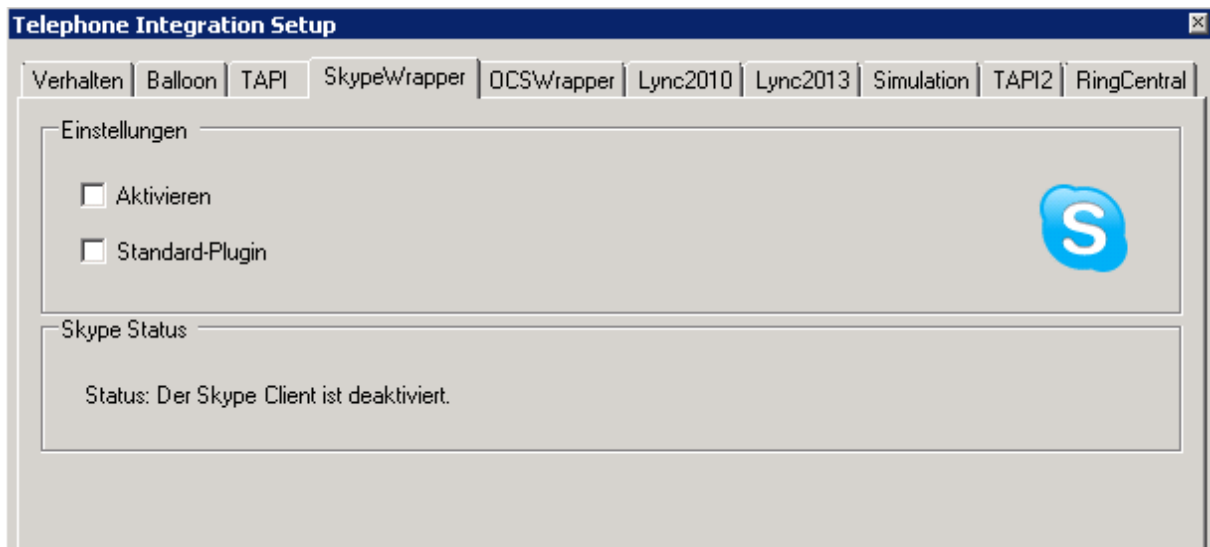 Telephone Integration Setup
Verhalten Balloon TAPI SkypeWrapper OCSWrapper Lync2010 Lync2013 Simulation TAPI2 RingCentral
Einstellungen
Aktivieren
Standard-Plugin
S
Skype Status
Status: Der Skype Client ist deaktiviert.